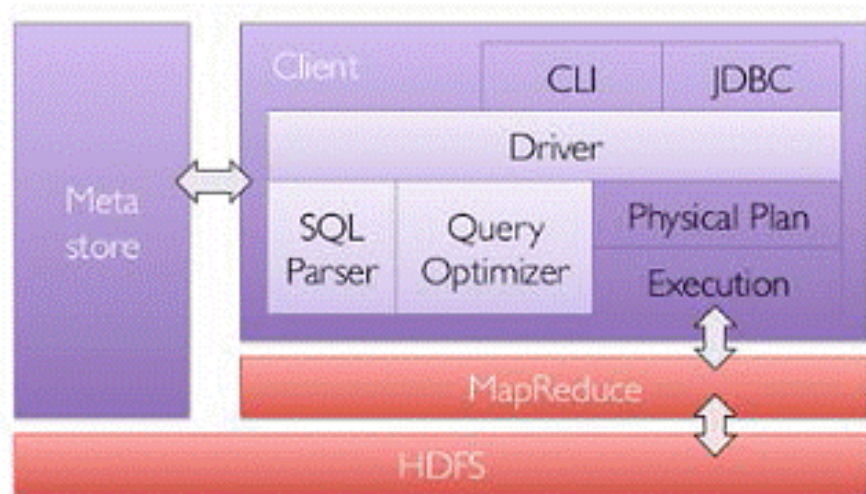 Client
CLI
JDBC
Driver
Meta
store
SQL
Parser
Query
Optimizer
Physical Plan
Execution
MapReduce
HDFS